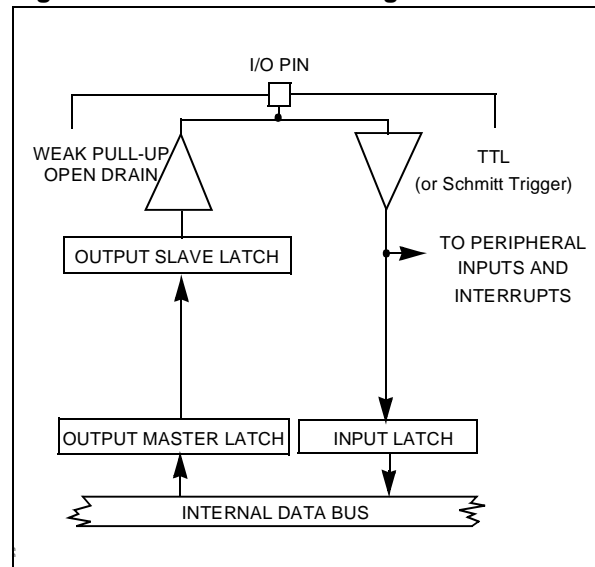 I/O PIN
WEAK PULL-UP
OPEN DRAIN
TTL
(or Schmitt Trigger)
TO PERIPHERAL
INPUTS AND
INTERRUPTS
OUTPUT SLAVE LATCH
OUTPUT MASTER LATCH
INPUT LATCH
INTERNAL DATA BUS